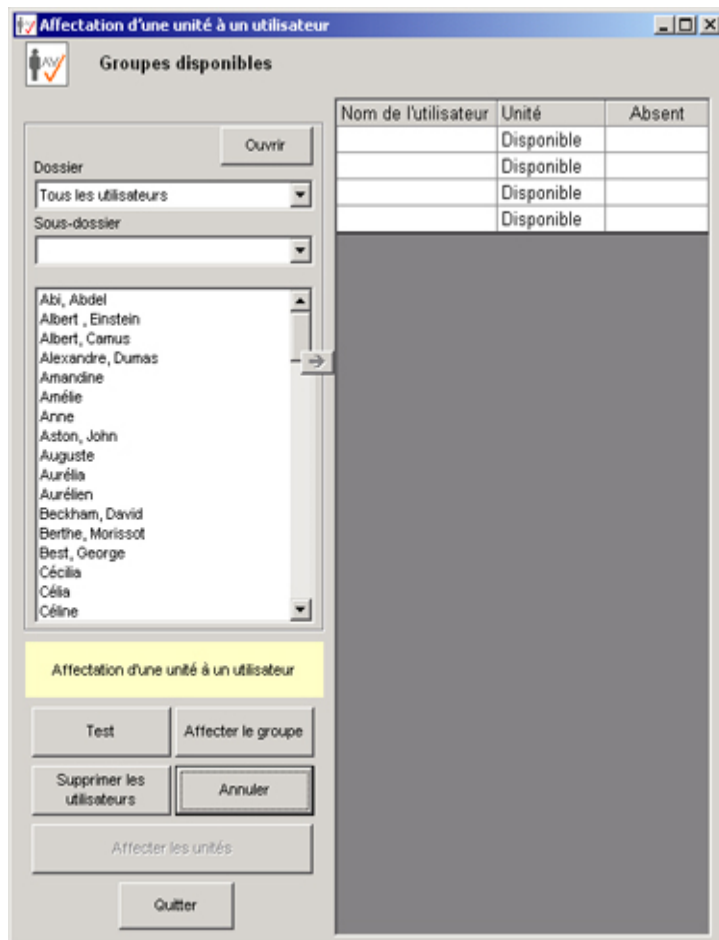 Affectation d'une unité à un utilisateur
AV
Groupes disponibles
Ouvrir
Dossier
Tous les utilisateurs
Sous-dossier
Abi, Abdel
Albert , Einstein
Albert, Camus
Alexandre, Dumas
Amandine
Amélie
Anne
Aston, John
Auguste
Aurélia
Aurélien
Beckham, David
Berthe, Morissot
Best, George
Cécilia
Célia
Céline
Affectation d'une unité à un utilisateur
Test
Affecter le groupe
Supprimer les
utilisateurs
Annuler
Affecter les unités
Quitter
Nom de l'utilisateur Unité Absent
Disponible
Disponible
Disponible
Disponible